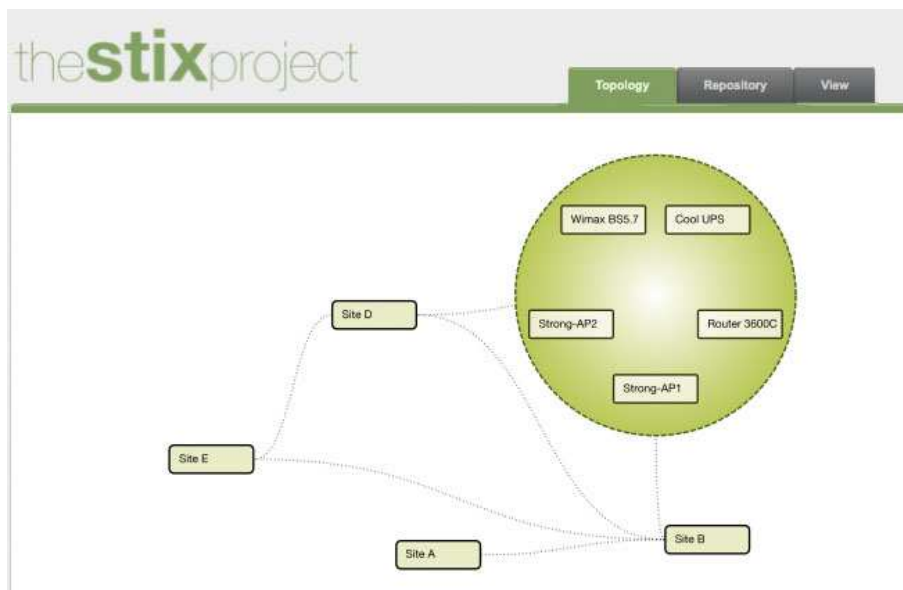 thestixproject
Topology Repository View
Wimax BS5.7 Cool UPS
Site D
Strong-AP2 Router 3600C
Strong-AP1
Site E
Site B
Site A